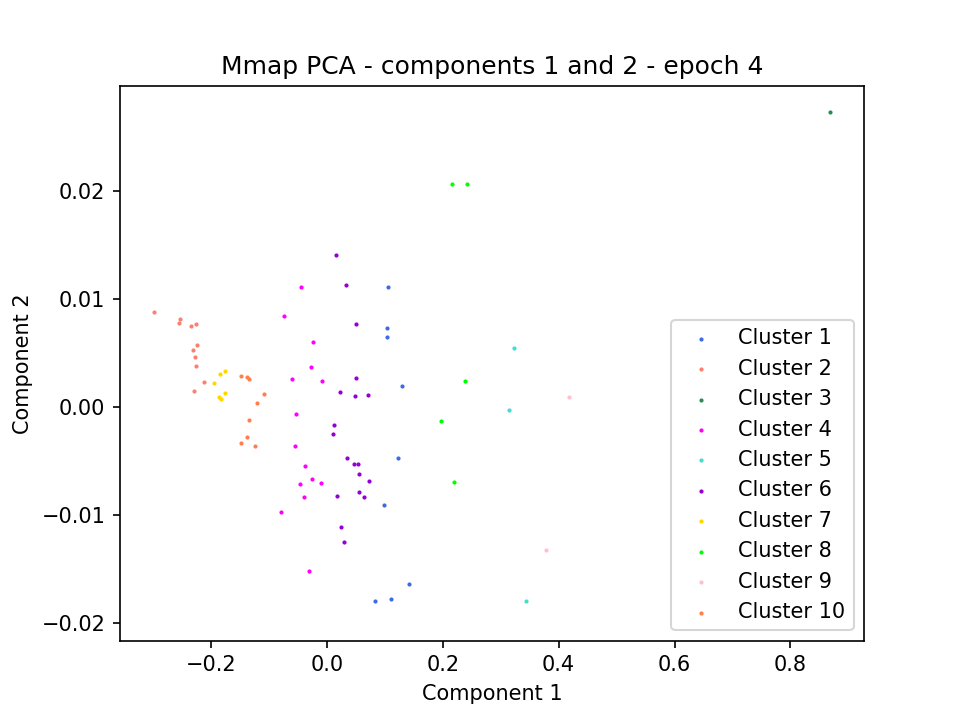 Mmap PCA - components 1 and 2 - epoch 4
Component 2
0.02
0.01
0.00
−0.01
−0.02
Cluster 1
Cluster 2
Cluster 3
Cluster 4
Cluster 5
Cluster 6
Cluster 7
Cluster 8
Cluster 9
Cluster 10
−0.2 0.0 0.2 0.4 0.6 0.8
Component 1